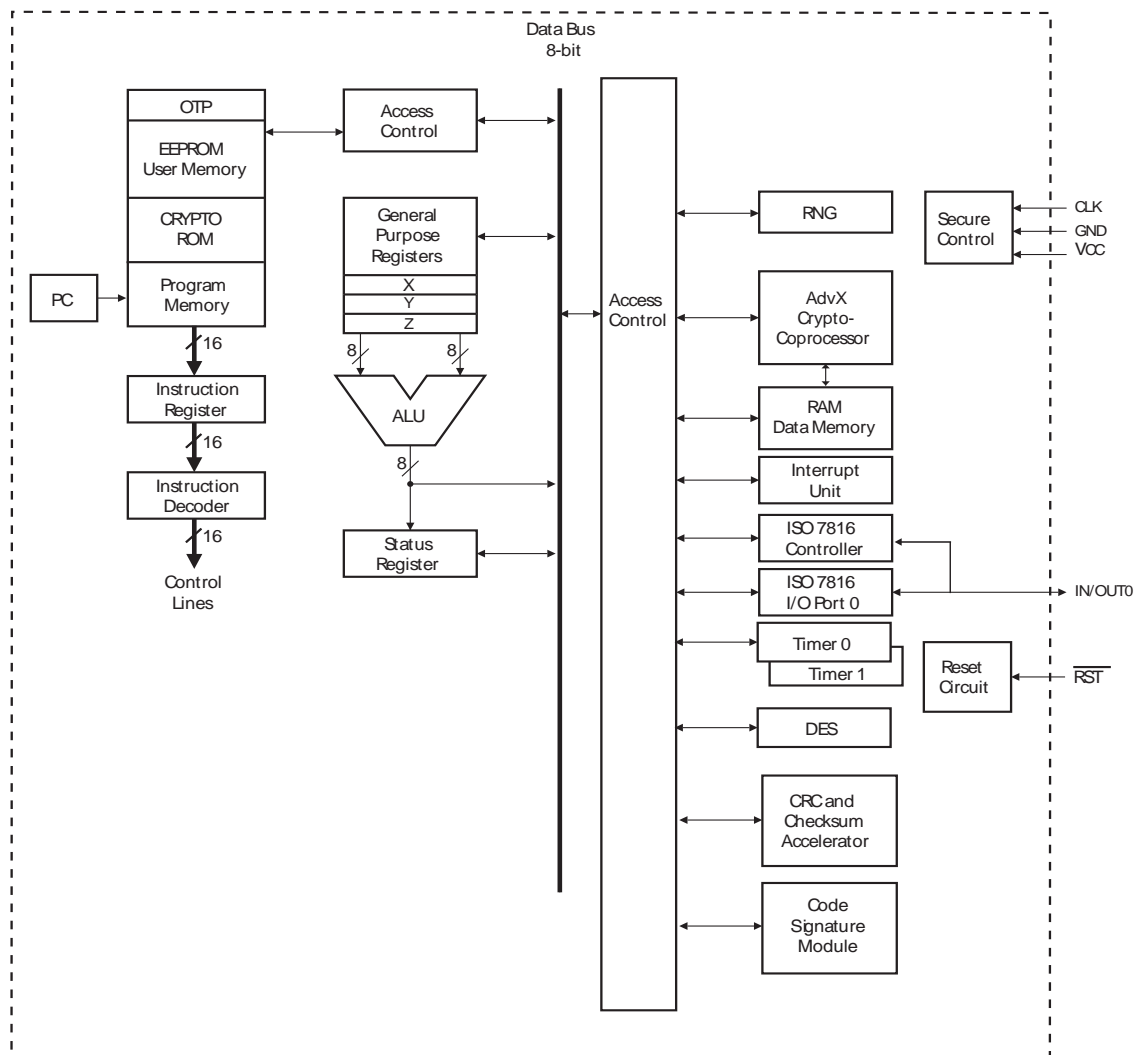 Data Bus
8-bit
OTP
EEPROM
User Memory
CRYPTO
ROM
Program
Memory
PC
16
Instruction
Register
16
Instruction
Decoder
16
Control
Lines
Access
Control
General
Purpose
Registers
X
Y
Z
8
8
ALU
8
Status
Register
Access
Control
RNG
AdvX
Crypto-
Coprocessor
RAM
Data Memory
Interrupt
Unit
ISO 7816
Controller
ISO 7816
I/O Port 0
Timer 0
Timer 1
DES
CRC and
Checksum
Accelerator
Code
Signature
Module
Secure
Control
CLK
GND
VCC
IN/OUT0
Reset
Circuit
RST